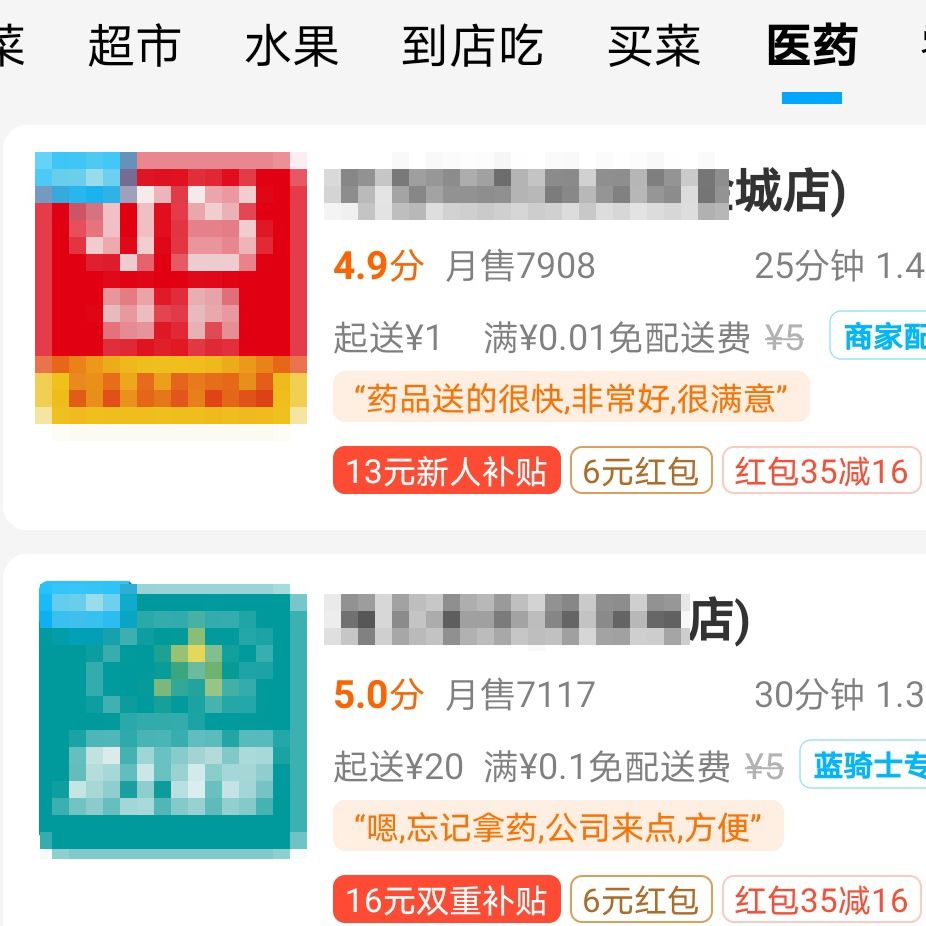 菜 超市 水果 到店吃 买菜 医药
城店)
4.9分 月售7908 25分钟 1.4
起送¥1 满¥0.01免配送费 ¥5 商家配
“药品送的很快,非常好,很满意”
13元新人补贴 6元红包 红包35减16
店)
5.0分 月售7117 30分钟 1.3
起送¥20 满¥0.1免配送费 ¥5 蓝骑士专
“嗯,忘记拿药,公司来点,方便”
16元双重补贴 6元红包 红包35减16